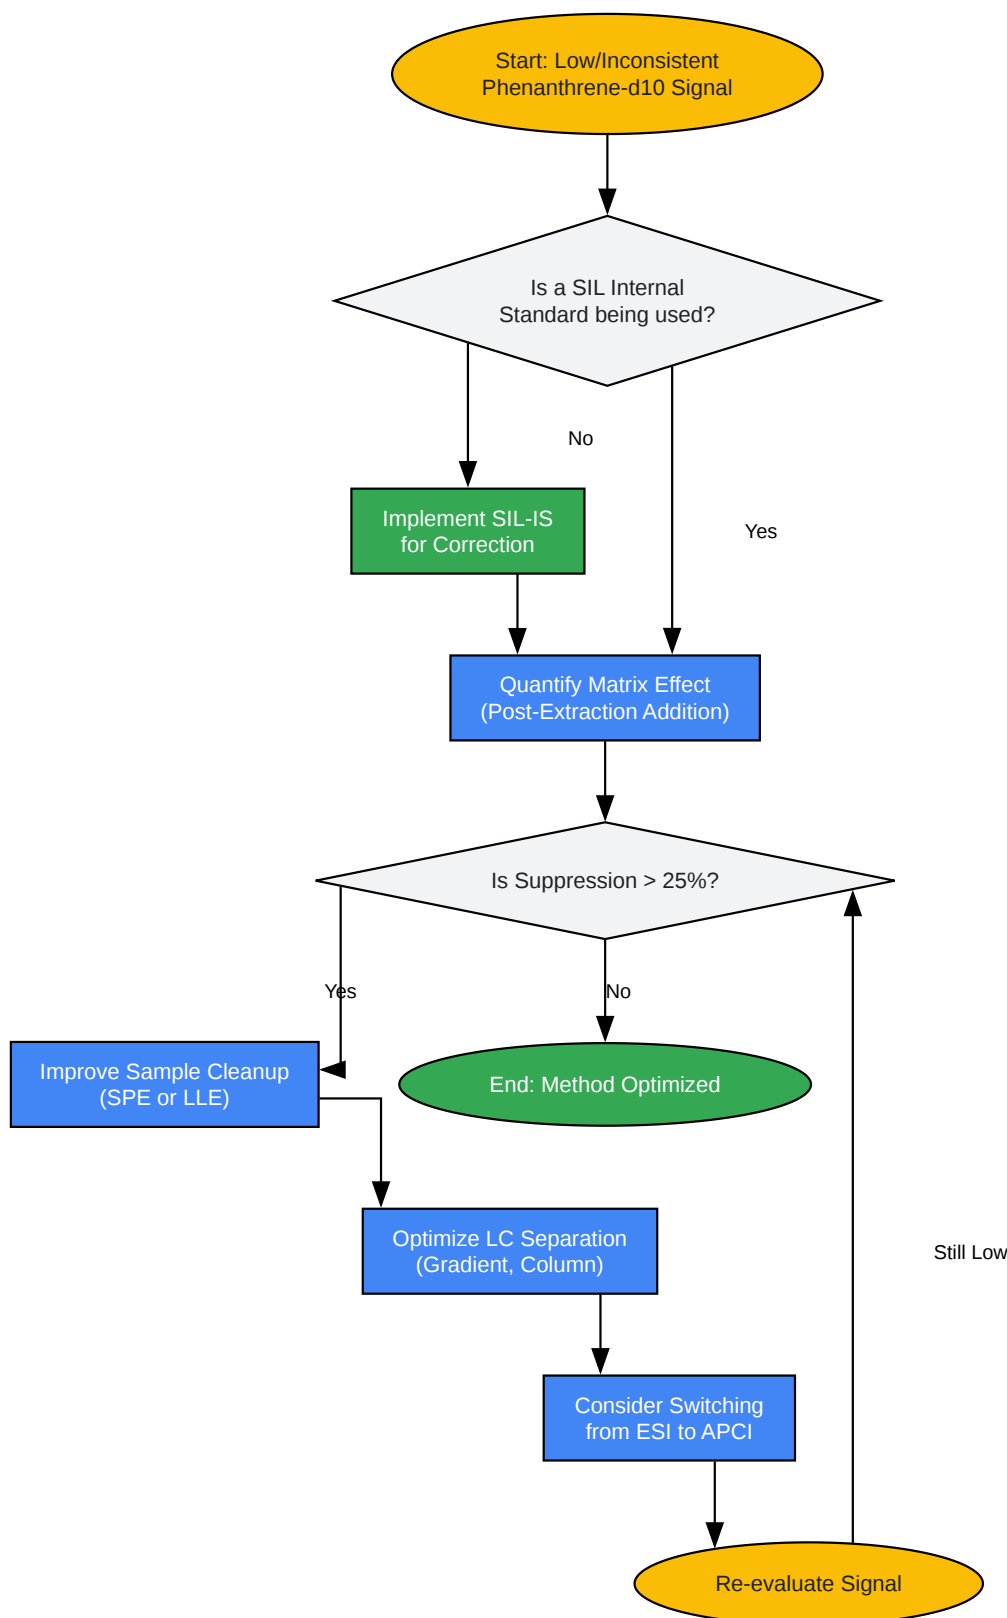 Start: Low/Inconsistent
Phenanthrene-d10 Signal
Is a SIL Internal
Standard being used?
No
Implement SIL-IS
for Correction
Yes
Quantify Matrix Effect
(Post-Extraction Addition)
Is Suppression > 25%?
Yes
No
Improve Sample Cleanup
(SPE or LLE)
End: Method Optimized
Optimize LC Separation
(Gradient, Column)
Still Low
Consider Switching
from ESI to APCI
Re-evaluate Signal